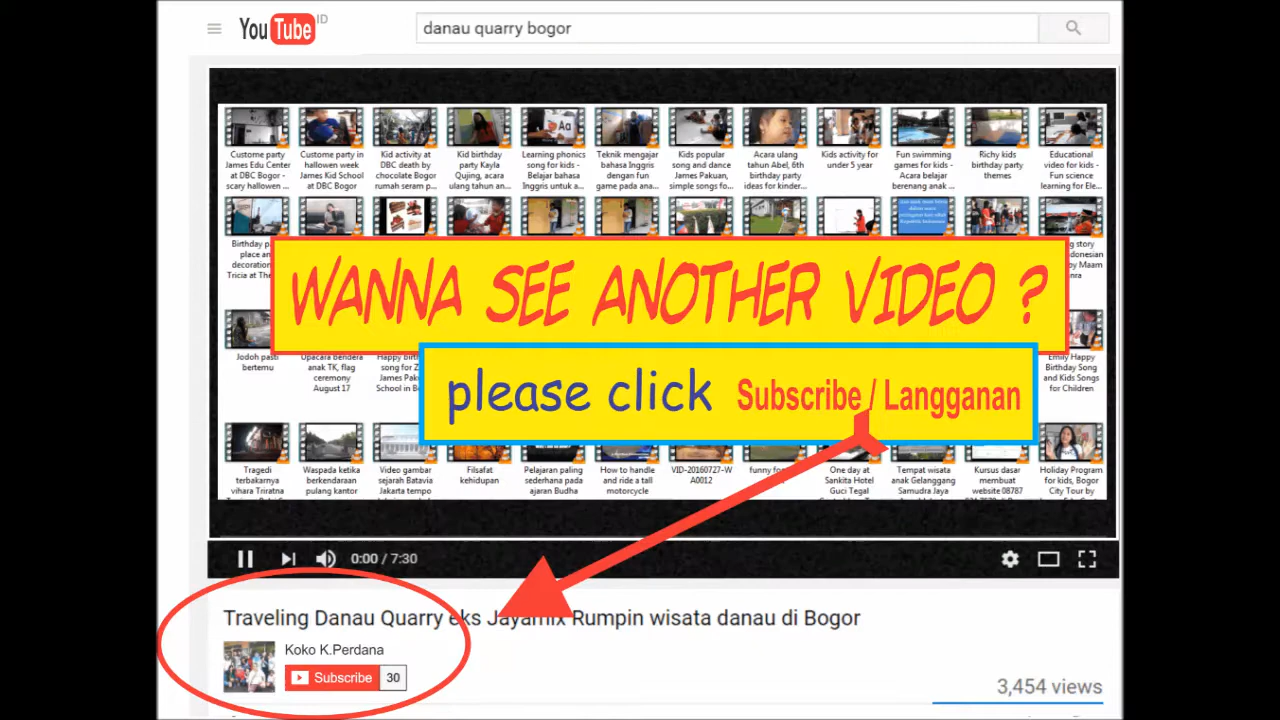 YouTube ID
danau quarry bogor
Custome party James Edu Center at DBC Bogor - scary hallowen ...
Custome party in hallowen week James Kid School at DBC Bogor
Kid activity at DBC death by chocolate Bogor rumah seram p...
Kid birthday party Kayla Qujing, acara ulang tahun an...
Learning phonics song for kids - Belajar bahasa Inggris untuk a...
Teknik mengajar bahasa Inggris dengan fun game pada ana...
Kids popular song and dance James Pakuan, simple songs fo...
Acara ulang tahun Abel, 6th birthday party ideas for kinder...
Kids activity for under 5 year
Fun swimming games for kids - Acara belajar berenang anak ...
Richy kids birthday party themes
Educational video for kids - Fun science learning for Ele...
WANNA SEE ANOTHER VIDEO ?
please click Subscribe / Langganan
Jodoh pasti bertemu
Upacara bendera anak TK, flag ceremony August 17
Emily Happy Birthday Song and Kids Songs for Children
Tragedi terbakarnya vihara Triratna
Waspada ketika berkendaraan pulang kantor
Video gambar sejarah Batavia Jakarta tempo
Filsafat kehidupan
Pelajaran paling sederhana pada ajaran Budha
How to handle and ride a tall motorcycle
VID-20160727-WA0012
funny fo
One day at Sankita Hotel Guci Tegal
Tempat wisata anak Gelanggang Samudra Jaya
Kursus dasar membuat website 08787
Holiday Program for kids, Bogor City Tour by
0:00 / 7:30
Traveling Danau Quarry eks Jayamix Rumpin wisata danau di Bogor
Koko K.Perdana
Subscribe 30
3,454 views